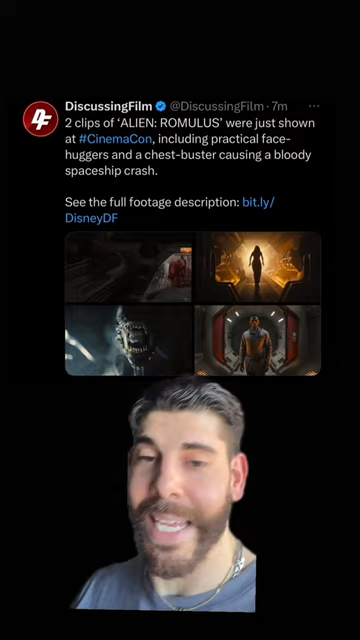 DiscussingFilm @DiscussingFilm · 7m
2 clips of ‘ALIEN: ROMULUS’ were just shown
at #CinemaCon, including practical face-
huggers and a chest-buster causing a bloody
spaceship crash.
See the full footage description: bit.ly/
DisneyDF